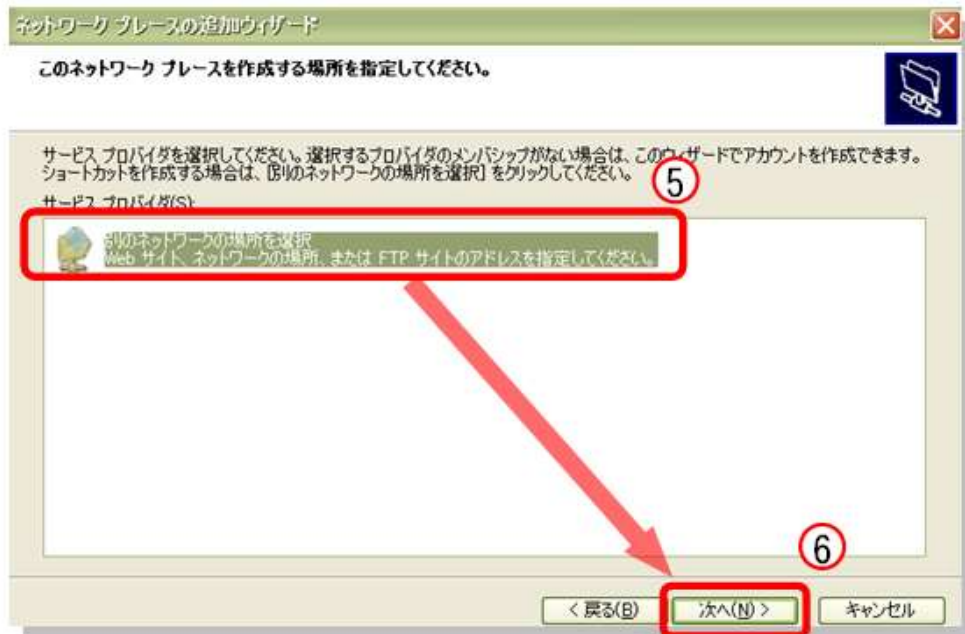 ネットワーク プレースの追加ウィザード
このネットワーク プレースを作成する場所を指定してください。
サービス プロバイダを選択してください。選択するプロバイダのメンバシップがない場合は、このウィザードでアカウントを作成できます。
ショートカットを作成する場合は、[別のネットワークの場所を選択] をクリックしてください。
⑤
サービス プロバイダ(S):
別のネットワークの場所を選択
Web サイト、ネットワークの場所、または FTP サイトのアドレスを指定してください。
⑥
< 戻る(B)
次へ(N) >
キャンセル